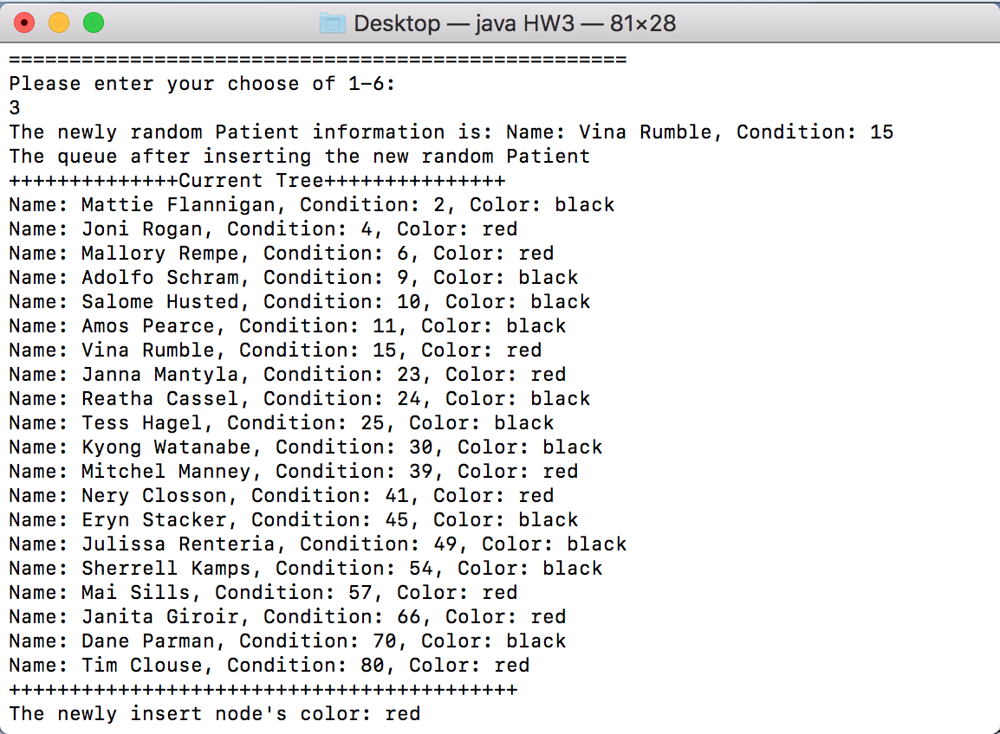 Desktop — java HW3 — 81×28
===================================================
Please enter your choose of 1-6:
3
The newly random Patient information is: Name: Vina Rumble, Condition: 15
The queue after inserting the new random Patient
++++++++++++++Current Tree+++++++++++++++
Name: Mattie Flannigan, Condition: 2, Color: black
Name: Joni Rogan, Condition: 4, Color: red
Name: Mallory Rempe, Condition: 6, Color: red
Name: Adolfo Schram, Condition: 9, Color: black
Name: Salome Husted, Condition: 10, Color: black
Name: Amos Pearce, Condition: 11, Color: black
Name: Vina Rumble, Condition: 15, Color: red
Name: Janna Mantyla, Condition: 23, Color: red
Name: Reatha Cassel, Condition: 24, Color: black
Name: Tess Hagel, Condition: 25, Color: black
Name: Kyong Watanabe, Condition: 30, Color: black
Name: Mitchel Manney, Condition: 39, Color: red
Name: Nery Closson, Condition: 41, Color: red
Name: Eryn Stacker, Condition: 45, Color: black
Name: Julissa Renteria, Condition: 49, Color: black
Name: Sherrell Kamps, Condition: 54, Color: black
Name: Mai Sills, Condition: 57, Color: red
Name: Janita Giroir, Condition: 66, Color: red
Name: Dane Parman, Condition: 70, Color: black
Name: Tim Clouse, Condition: 80, Color: red
++++++++++++++++++++++++++++++++++++++++++
The newly insert node's color: red